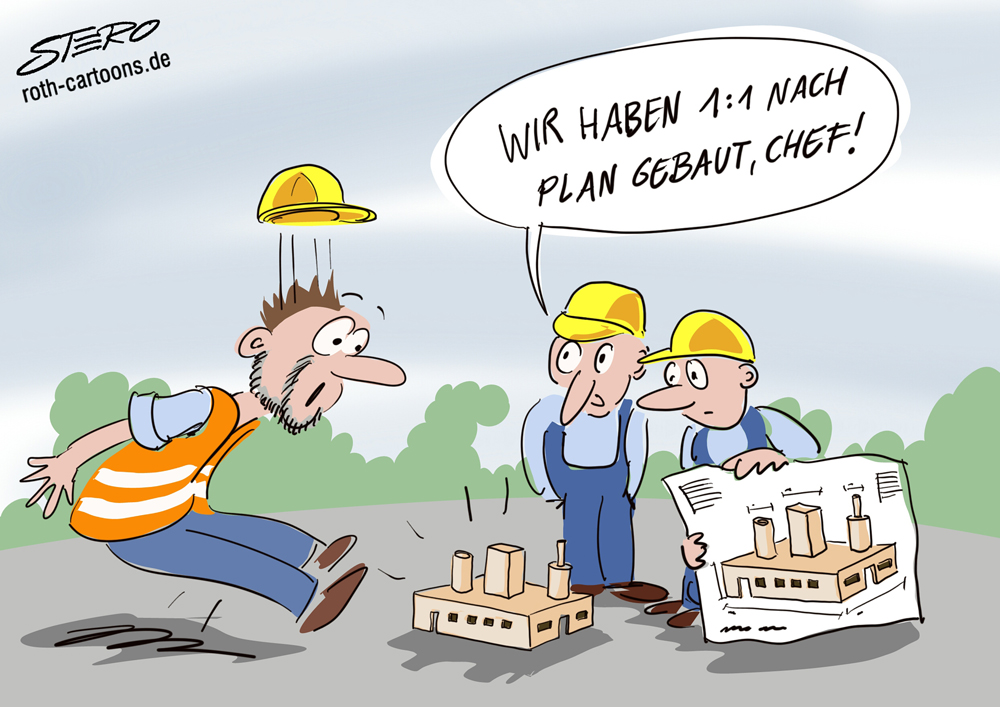 STERO
roth-cartoons.de
WIR HABEN 1:1 NACH
PLAN GEBAUT, CHEF!